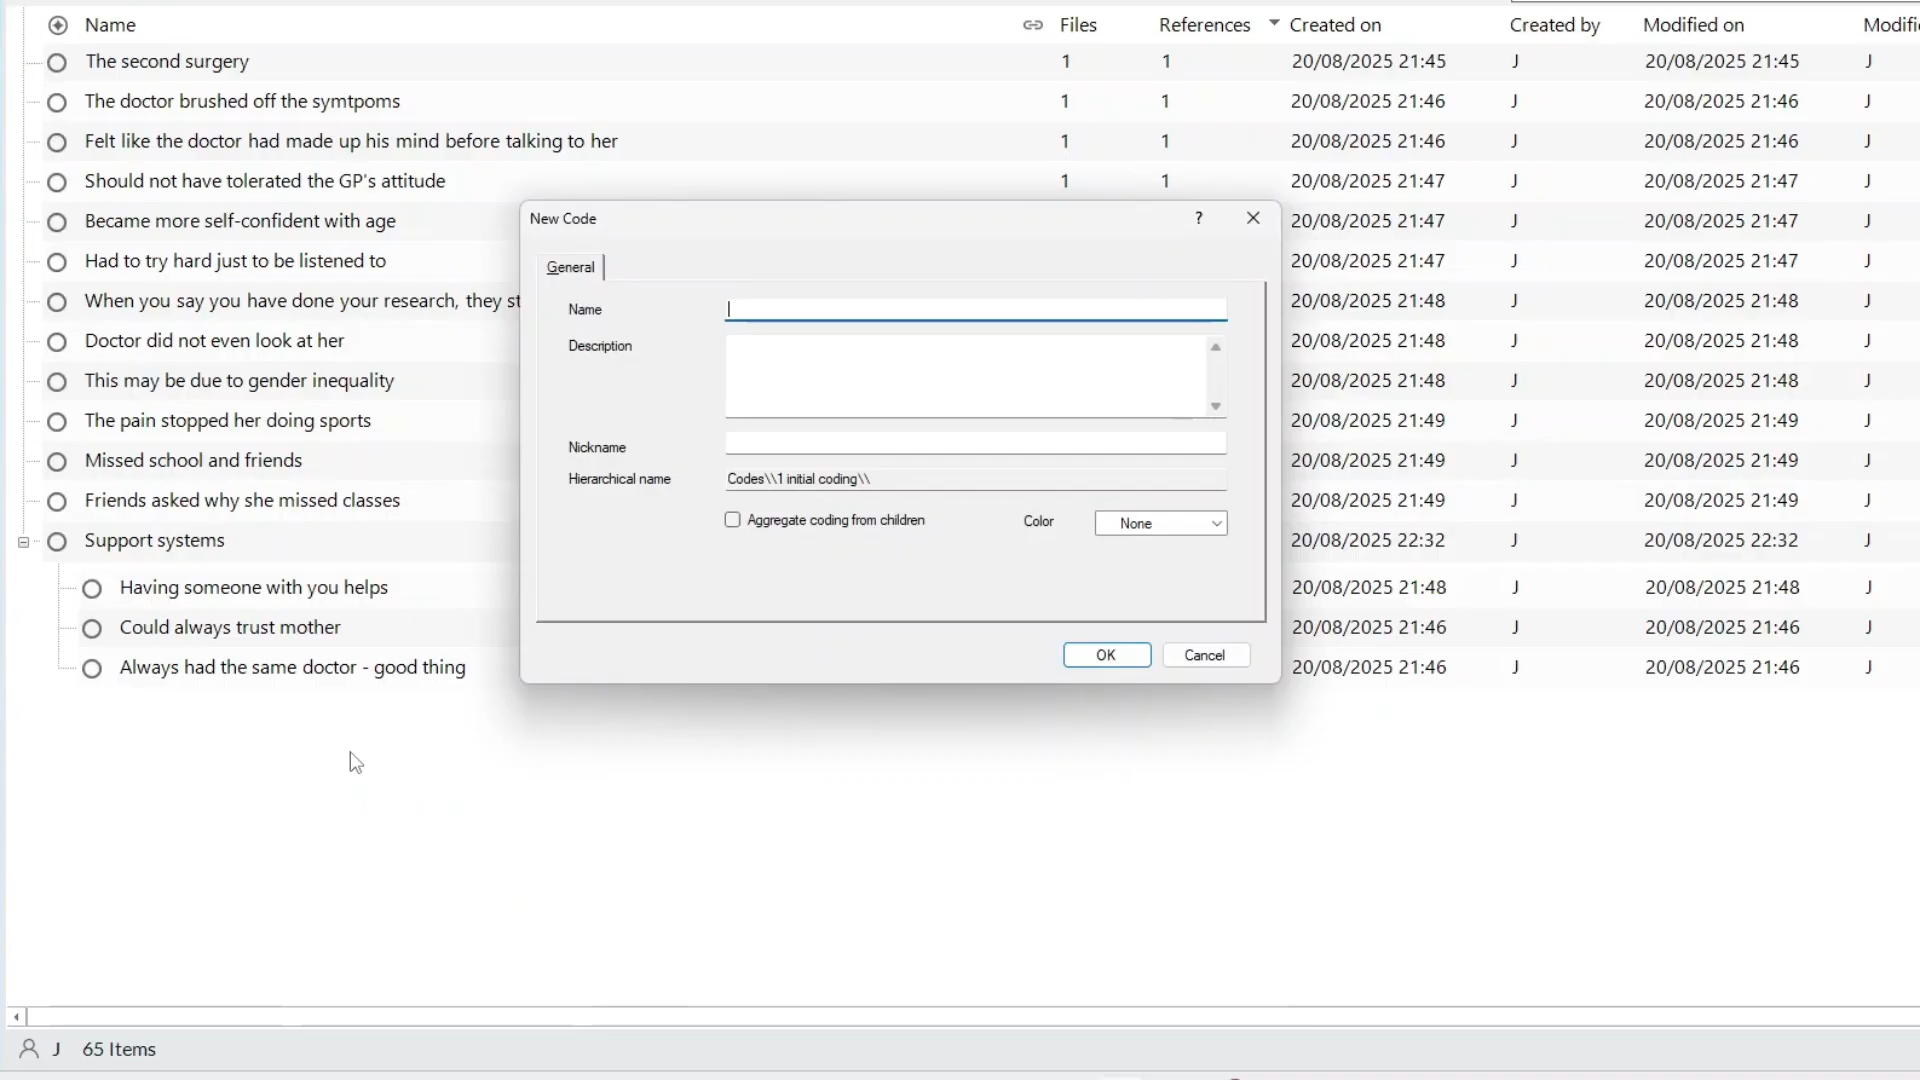 Name Files References Created on Created by Modified on
The second surgery 1 1 20/08/2025 21:45 J 20/08/2025 21:45 J
The doctor brushed off the symtpoms 1 1 20/08/2025 21:46 J 20/08/2025 21:46 J
Felt like the doctor had made up his mind before talking to her 1 1 20/08/2025 21:46 J 20/08/2025 21:46 J
Should not have tolerated the GP's attitude 1 1 20/08/2025 21:47 J 20/08/2025 21:47 J
Became more self-confident with age 20/08/2025 21:47 J 20/08/2025 21:47 J
Had to try hard just to be listened to 20/08/2025 21:47 J 20/08/2025 21:47 J
When you say you have done your research, they 20/08/2025 21:48 J 20/08/2025 21:48 J
Doctor did not even look at her 20/08/2025 21:48 J 20/08/2025 21:48 J
This may be due to gender inequality 20/08/2025 21:48 J 20/08/2025 21:48 J
The pain stopped her doing sports 20/08/2025 21:49 J 20/08/2025 21:49 J
Missed school and friends 20/08/2025 21:49 J 20/08/2025 21:49 J
Friends asked why she missed classes 20/08/2025 21:49 J 20/08/2025 21:49 J
Support systems 20/08/2025 22:32 J 20/08/2025 22:32 J
Having someone with you helps 20/08/2025 21:48 J 20/08/2025 21:48 J
Could always trust mother 20/08/2025 21:46 J 20/08/2025 21:46 J
Always had the same doctor - good thing 20/08/2025 21:46 J 20/08/2025 21:46 J
New Code ?
General
Name
Description
Nickname
Hierarchical name Codes\\1 initial coding\\
Aggregate coding from children Color None
OK Cancel
J 65 Items